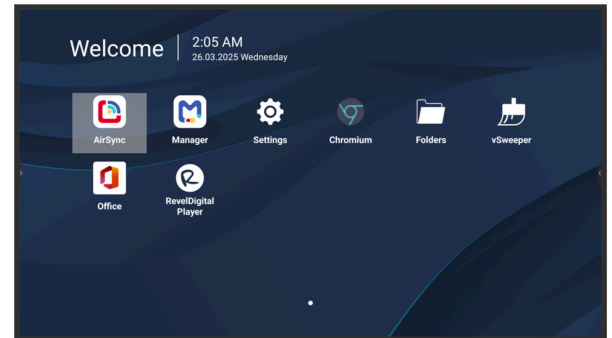 Welcome
2:05 AM
26.03.2025 Wednesday
AirSync
Manager
Settings
Chromium
Folders
vSweeper
Office
RevelDigital
Player